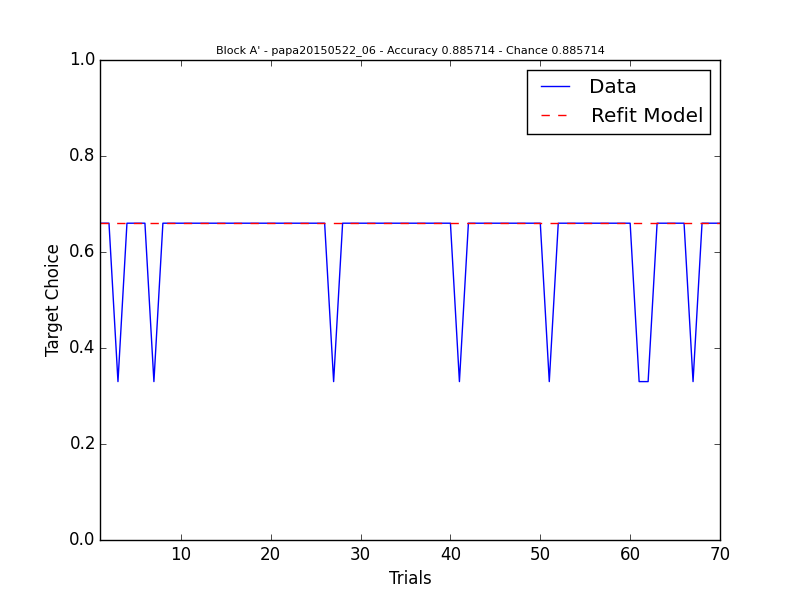 Block A' - papa20150522_06 - Accuracy 0.885714 - Chance 0.885714
1.0
Data
Refit Model
0.8
0.6
Target Choice
0.4
0.2
0.0
10 20 30 40 50 60 70
Trials